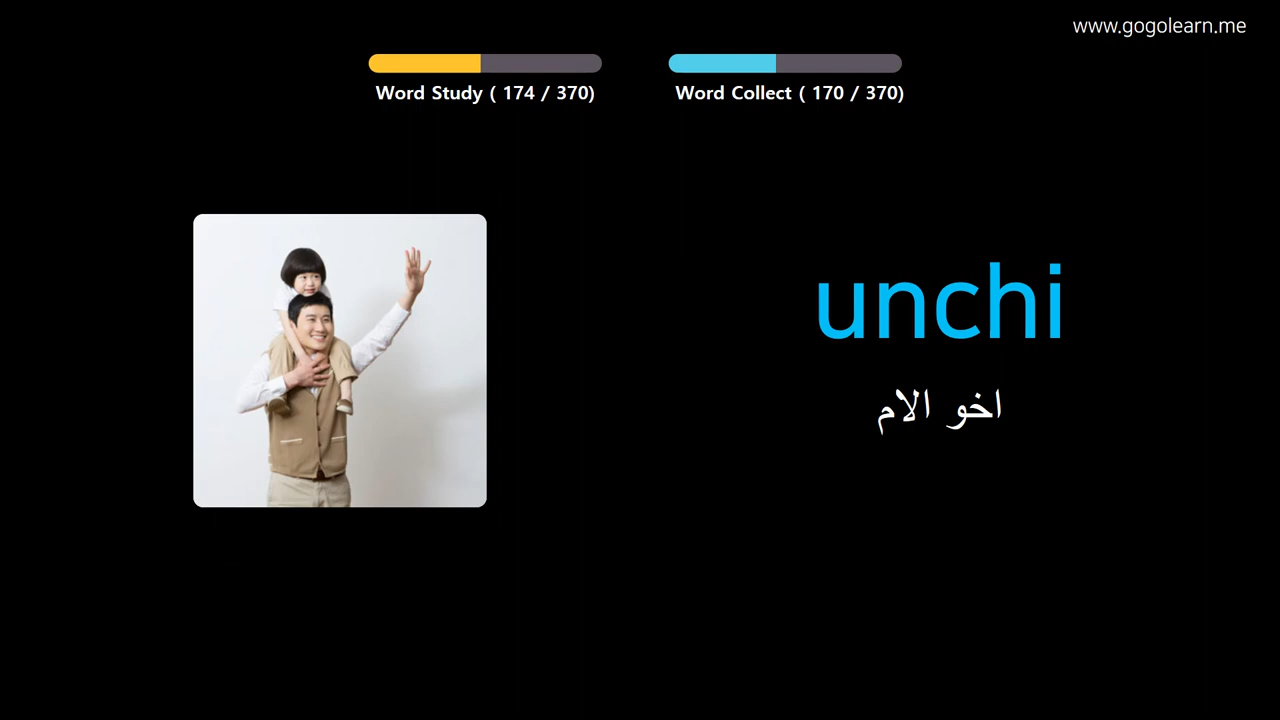 www.gogolearn.me
Word Study ( 174 / 370)
Word Collect ( 170 / 370)
unchi
اخو الام